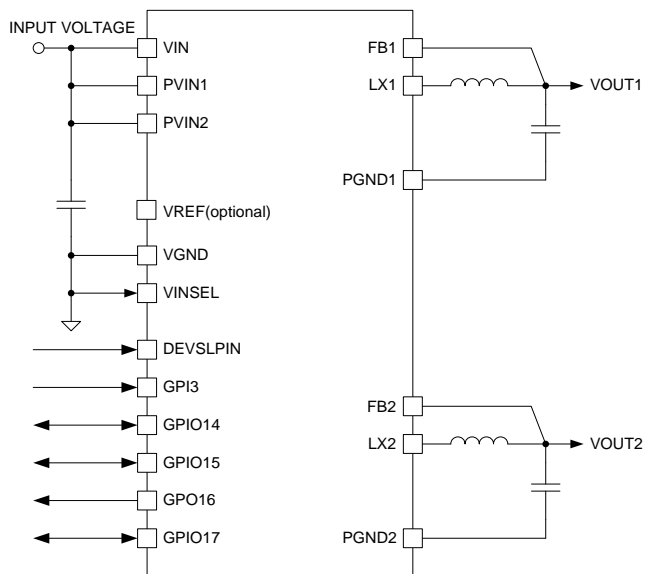 INPUT VOLTAGE
VIN
PVIN1
PVIN2
VREF(optional)
VGND
VINSEL
DEVSLPIN
GPI3
GPIO14
GPIO15
GPO16
GPIO17
FB1
LX1
VOUT1
PGND1
FB2
LX2
VOUT2
PGND2